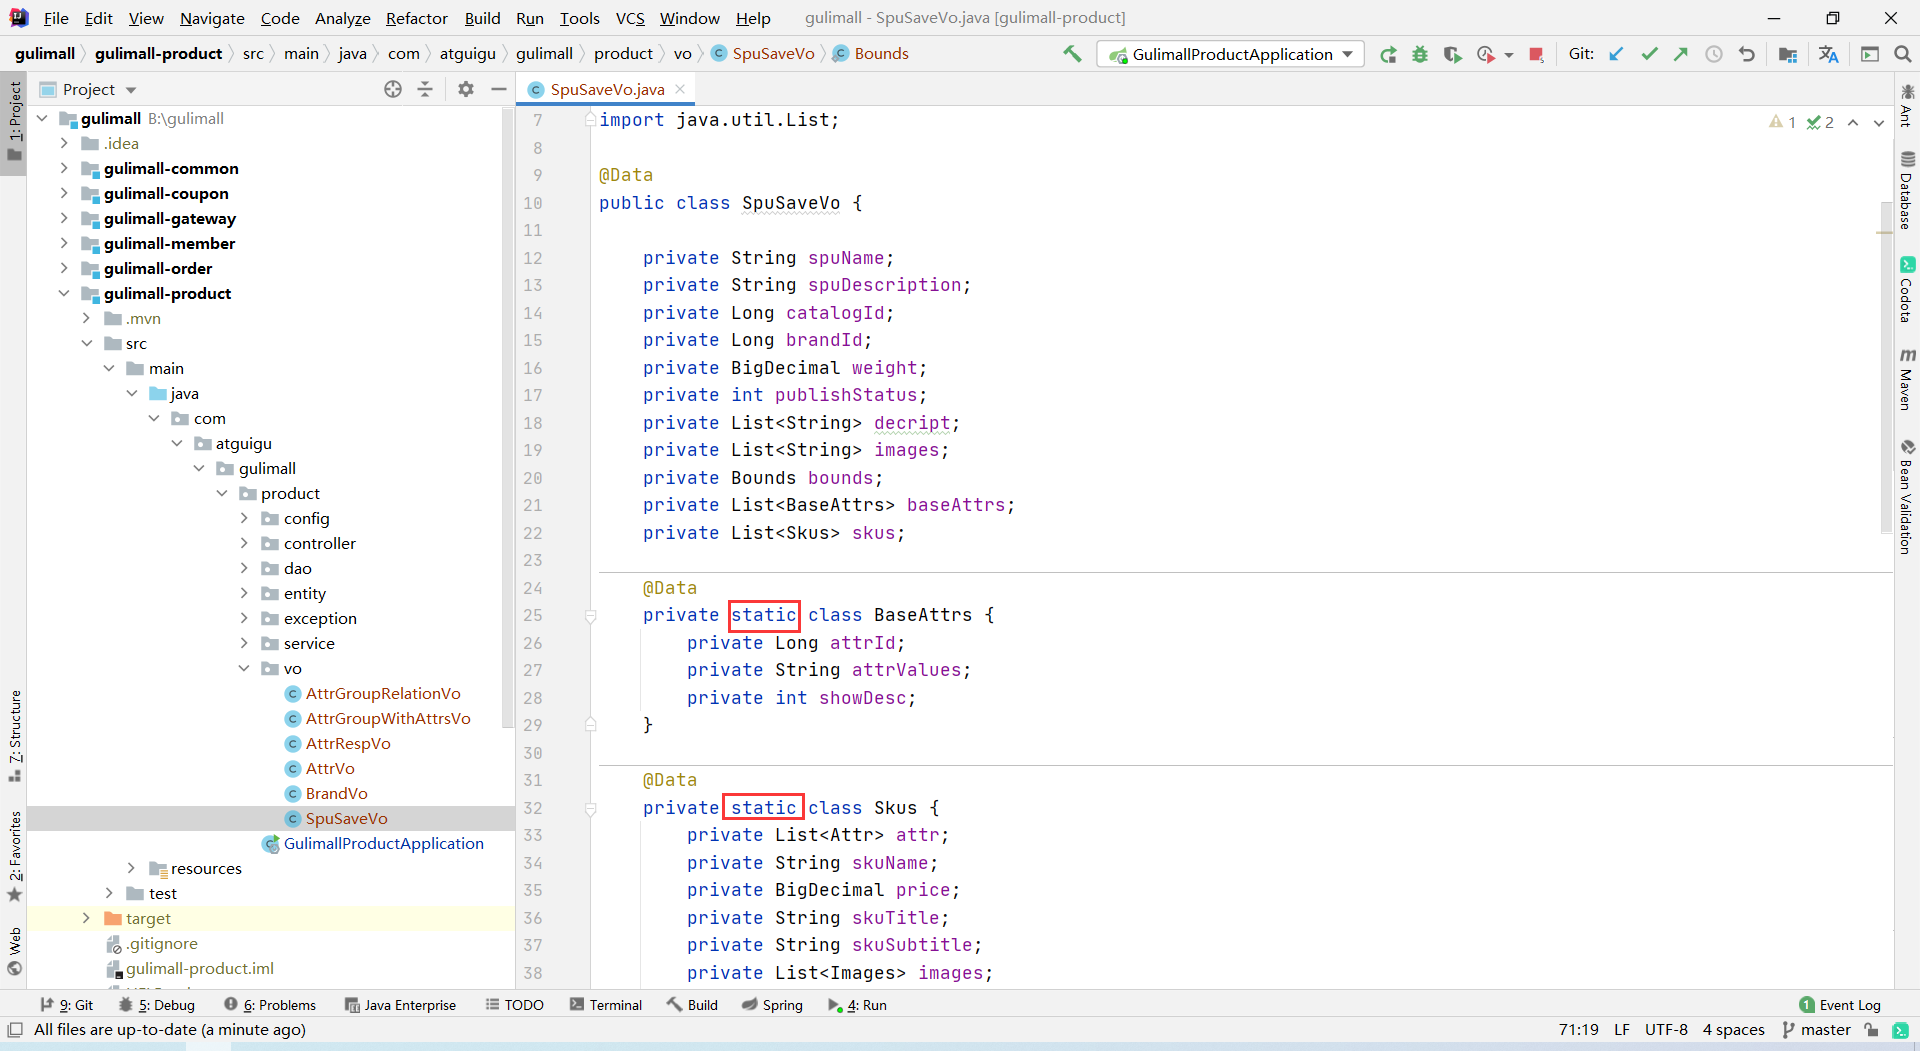 File Edit View Navigate Code Analyze Refactor Build Run Tools VCS Window Help gulimall - SpuSaveVo.java [gulimall-product]
gulimall gulimall-product src main java com atguigu gulimall product vo SpuSaveVo Bounds GulimallProductApplication Git:
Project
SpuSaveVo.java
1: Project
7: Structure
2: Favorites
Web
gulimall B:\gulimall
.idea
gulimall-common
gulimall-coupon
gulimall-gateway
gulimall-member
gulimall-order
gulimall-product
.mvn
src
main
java
com
atguigu
gulimall
product
config
controller
dao
entity
exception
service
vo
AttrGroupRelationVo
AttrGroupWithAttrsVo
AttrRespVo
AttrVo
BrandVo
SpuSaveVo
GulimallProductApplication
resources
test
target
.gitignore
gulimall-product.iml
7 import java.util.List;
1 2
8
9 @Data
10 public class SpuSaveVo {
11
12 private String spuName;
13 private String spuDescription;
14 private Long catalogId;
15 private Long brandId;
16 private BigDecimal weight;
17 private int publishStatus;
18 private List<String> decript;
19 private List<String> images;
20 private Bounds bounds;
21 private List<BaseAttrs> baseAttrs;
22 private List<Skus> skus;
23
24 @Data
25 private static class BaseAttrs {
26 private Long attrId;
27 private String attrValues;
28 private int showDesc;
29 }
30
31 @Data
32 private static class Skus {
33 private List<Attr> attr;
34 private String skuName;
35 private BigDecimal price;
36 private String skuTitle;
37 private String skuSubtitle;
38 private List<Images> images;
Ant
Database
Codota
Maven
Bean Validation
9: Git 5: Debug 6: Problems Java Enterprise TODO Terminal Build Spring 4: Run 1 Event Log
All files are up-to-date (a minute ago) 71:19 LF UTF-8 4 spaces master